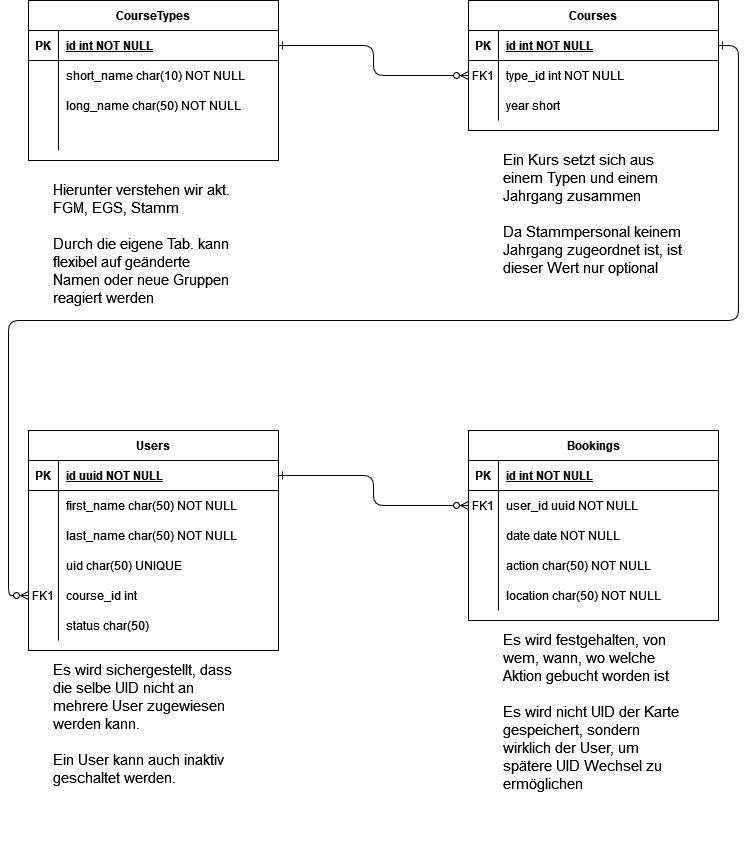 CourseTypes
PK id int NOT NULL
short_name char(10) NOT NULL
long_name char(50) NOT NULL
Hierunter verstehen wir akt.
FGM, EGS, Stamm
Durch die eigene Tab. kann
flexibel auf geänderte
Namen oder neue Gruppen
reagiert werden
Courses
PK id int NOT NULL
FK1 type_id int NOT NULL
year short
Ein Kurs setzt sich aus
einem Typen und einem
Jahrgang zusammen
Da Stammpersonal keinem
Jahrgang zugeordnet ist, ist
dieser Wert nur optional
Users
PK id uuid NOT NULL
first_name char(50) NOT NULL
last_name char(50) NOT NULL
uid char(50) UNIQUE
FK1 course_id int
status char(50)
Es wird sichergestellt, dass
die selbe UID nicht an
mehrere User zugewiesen
werden kann.
Ein User kann auch inaktiv
geschaltet werden.
Bookings
PK id int NOT NULL
FK1 user_id uuid NOT NULL
date date NOT NULL
action char(50) NOT NULL
location char(50) NOT NULL
Es wird festgehalten, von
wem, wann, wo welche
Aktion gebucht worden ist
Es wird nicht UID der Karte
gespeichert, sondern
wirklich der User, um
spätere UID Wechsel zu
ermöglichen